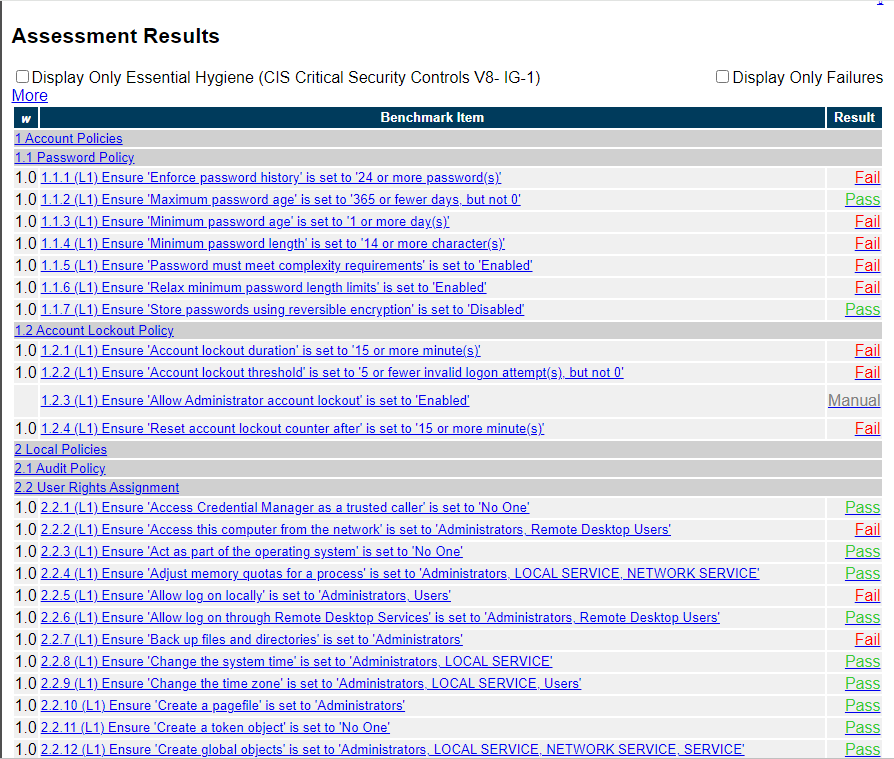 Assessment Results
Display Only Essential Hygiene (CIS Critical Security Controls V8- IG-1) Display Only Failures
More
w Benchmark Item Result
1 Account Policies
1.1 Password Policy
1.0 1.1.1 (L1) Ensure 'Enforce password history' is set to '24 or more password(s)' Fail
1.0 1.1.2 (L1) Ensure 'Maximum password age' is set to '365 or fewer days, but not 0' Pass
1.0 1.1.3 (L1) Ensure 'Minimum password age' is set to '1 or more day(s)' Fail
1.0 1.1.4 (L1) Ensure 'Minimum password length' is set to '14 or more character(s)' Fail
1.0 1.1.5 (L1) Ensure 'Password must meet complexity requirements' is set to 'Enabled' Fail
1.0 1.1.6 (L1) Ensure 'Relax minimum password length limits' is set to 'Enabled' Fail
1.0 1.1.7 (L1) Ensure 'Store passwords using reversible encryption' is set to 'Disabled' Pass
1.2 Account Lockout Policy
1.0 1.2.1 (L1) Ensure 'Account lockout duration' is set to '15 or more minute(s)' Fail
1.0 1.2.2 (L1) Ensure 'Account lockout threshold' is set to '5 or fewer invalid logon attempt(s), but not 0' Fail
1.2.3 (L1) Ensure 'Allow Administrator account lockout' is set to 'Enabled' Manual
1.0 1.2.4 (L1) Ensure 'Reset account lockout counter after' is set to '15 or more minute(s)' Fail
2 Local Policies
2.1 Audit Policy
2.2 User Rights Assignment
1.0 2.2.1 (L1) Ensure 'Access Credential Manager as a trusted caller' is set to 'No One' Pass
1.0 2.2.2 (L1) Ensure 'Access this computer from the network' is set to 'Administrators, Remote Desktop Users' Fail
1.0 2.2.3 (L1) Ensure 'Act as part of the operating system' is set to 'No One' Pass
1.0 2.2.4 (L1) Ensure 'Adjust memory quotas for a process' is set to 'Administrators, LOCAL SERVICE, NETWORK SERVICE' Pass
1.0 2.2.5 (L1) Ensure 'Allow log on locally' is set to 'Administrators, Users' Fail
1.0 2.2.6 (L1) Ensure 'Allow log on through Remote Desktop Services' is set to 'Administrators, Remote Desktop Users' Pass
1.0 2.2.7 (L1) Ensure 'Back up files and directories' is set to 'Administrators' Fail
1.0 2.2.8 (L1) Ensure 'Change the system time' is set to 'Administrators, LOCAL SERVICE' Pass
1.0 2.2.9 (L1) Ensure 'Change the time zone' is set to 'Administrators, LOCAL SERVICE, Users' Pass
1.0 2.2.10 (L1) Ensure 'Create a pagefile' is set to 'Administrators' Pass
1.0 2.2.11 (L1) Ensure 'Create a token object' is set to 'No One' Pass
1.0 2.2.12 (L1) Ensure 'Create global objects' is set to 'Administrators, LOCAL SERVICE, NETWORK SERVICE, SERVICE' Pass